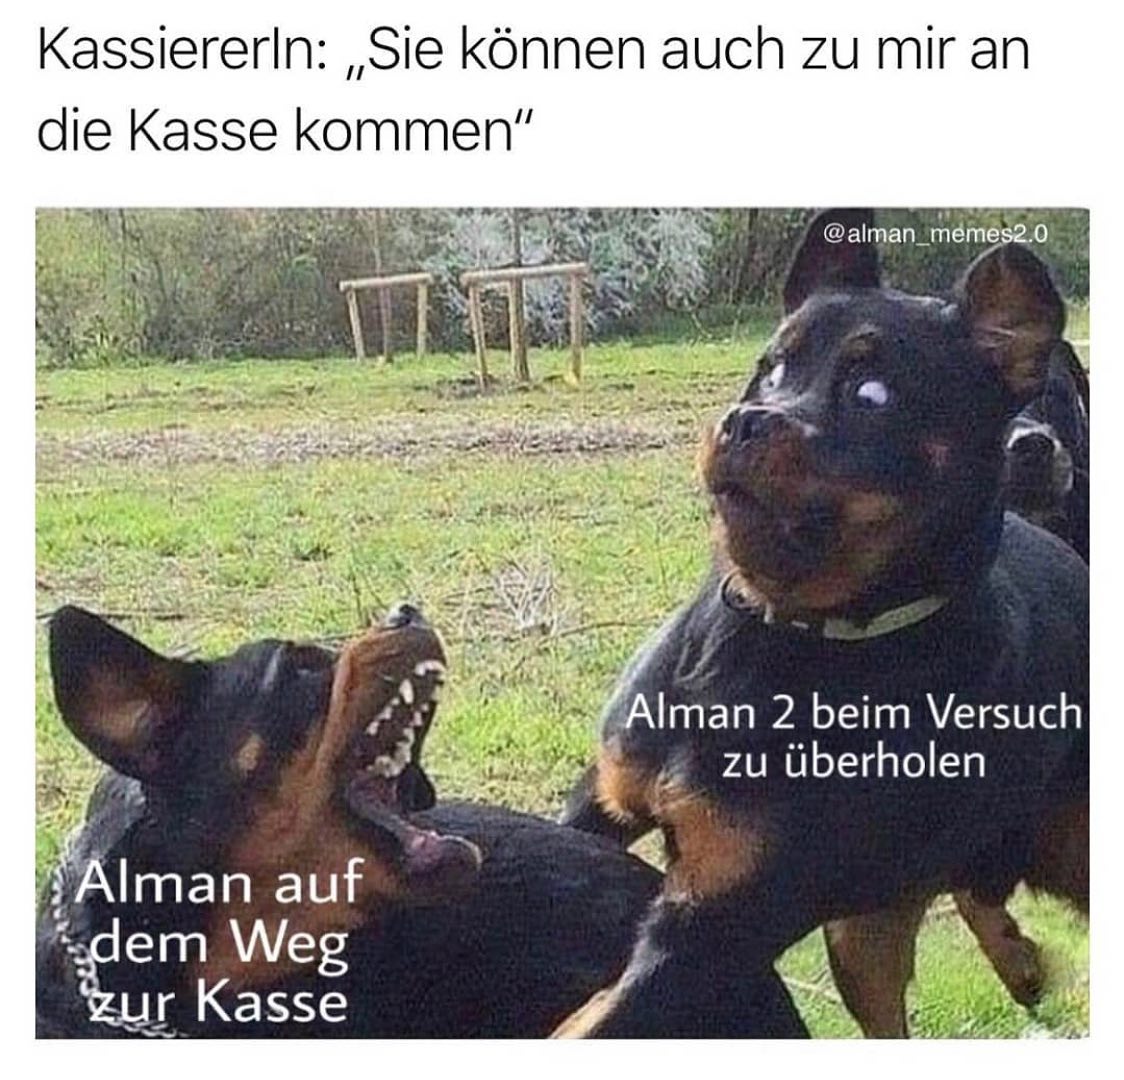 KassiererIn: „Sie können auch zu mir an
die Kasse kommen“
@alman_memes2.0
Alman 2 beim Versuch
zu überholen
Alman auf
dem Weg
zur Kasse